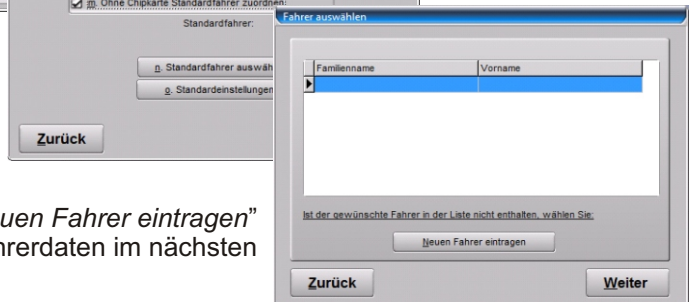 m. Ohne Chipkarte Standardfahrer zuordnen:
Standardfahrer:
n. Standardfahrer auswäh
o. Standardeinstellungen
Zurück
Fahrer auswählen
Familienname Vorname
Ist der gewünschte Fahrer in der Liste nicht enthalten, wählen Sie:
Neuen Fahrer eintragen
Zurück Weiter
uen Fahrer eintragen”
hrerdaten im nächsten